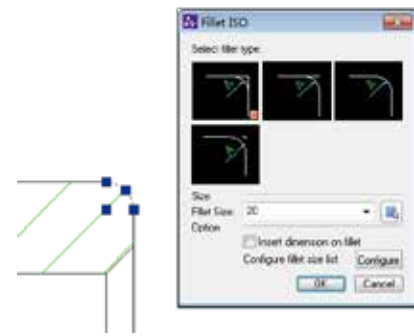 Fillet ISO
Select fillet type:
Size
Fillet Size: 20
Option
Insert dimension on fillet
Configure fillet size list Configure
OK Cancel